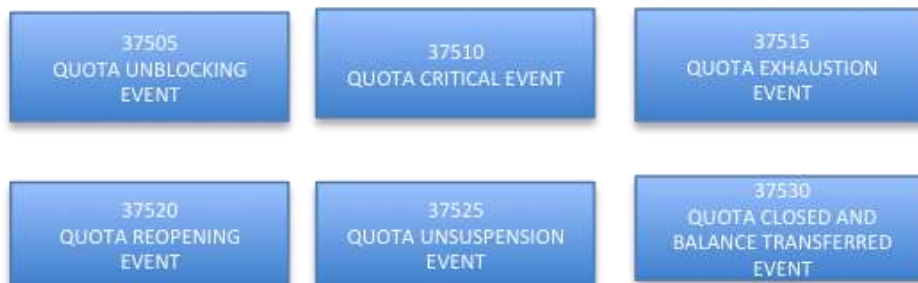 37505
QUOTA UNBLOCKING
EVENT
37510
QUOTA CRITICAL EVENT
37515
QUOTA EXHAUSTION
EVENT
37520
QUOTA REOPENING
EVENT
37525
QUOTA UNSUSPENSION
EVENT
37530
QUOTA CLOSED AND
BALANCE TRANSFERRED
EVENT